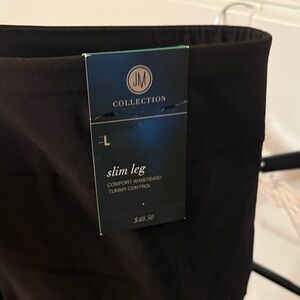 JM
COLLECTION
L
slim leg
COMFORT WAISTBAND
TUMMY CONTROL
$49.50